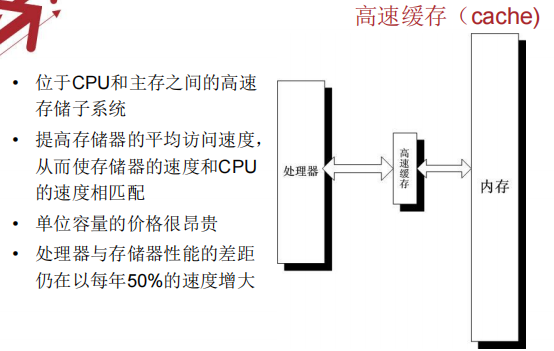 高速缓存（cache)
• 位于CPU和主存之间的高速
存储子系统
• 提高存储器的平均访问速度，
从而使存储器的速度和CPU
的速度相匹配
• 单位容量的价格很昂贵
• 处理器与存储器性能的差距
仍在以每年50%的速度增大
处理器
高速缓存
内存